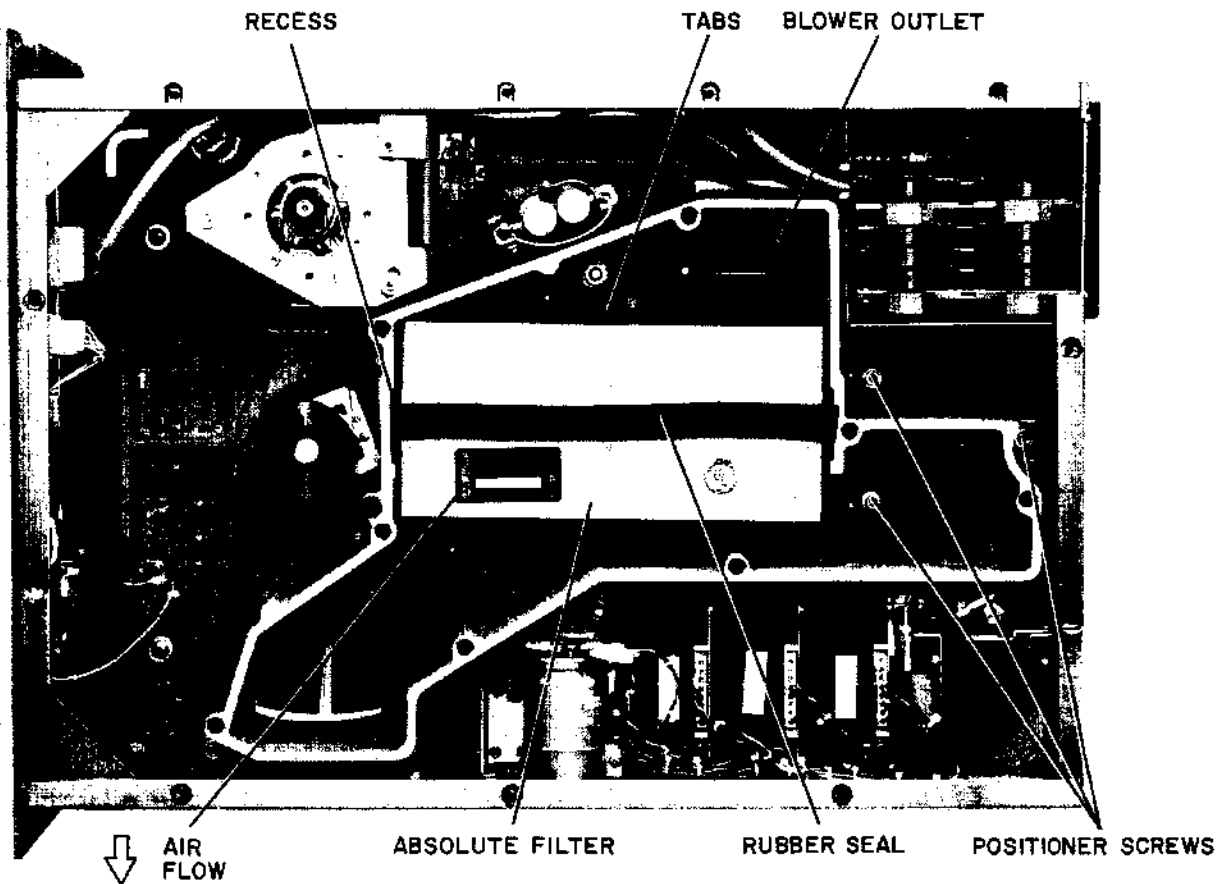 RECESS
TABS
BLOWER OUTLET
AIR
FLOW
ABSOLUTE FILTER
RUBBER SEAL
POSITIONER SCREWS